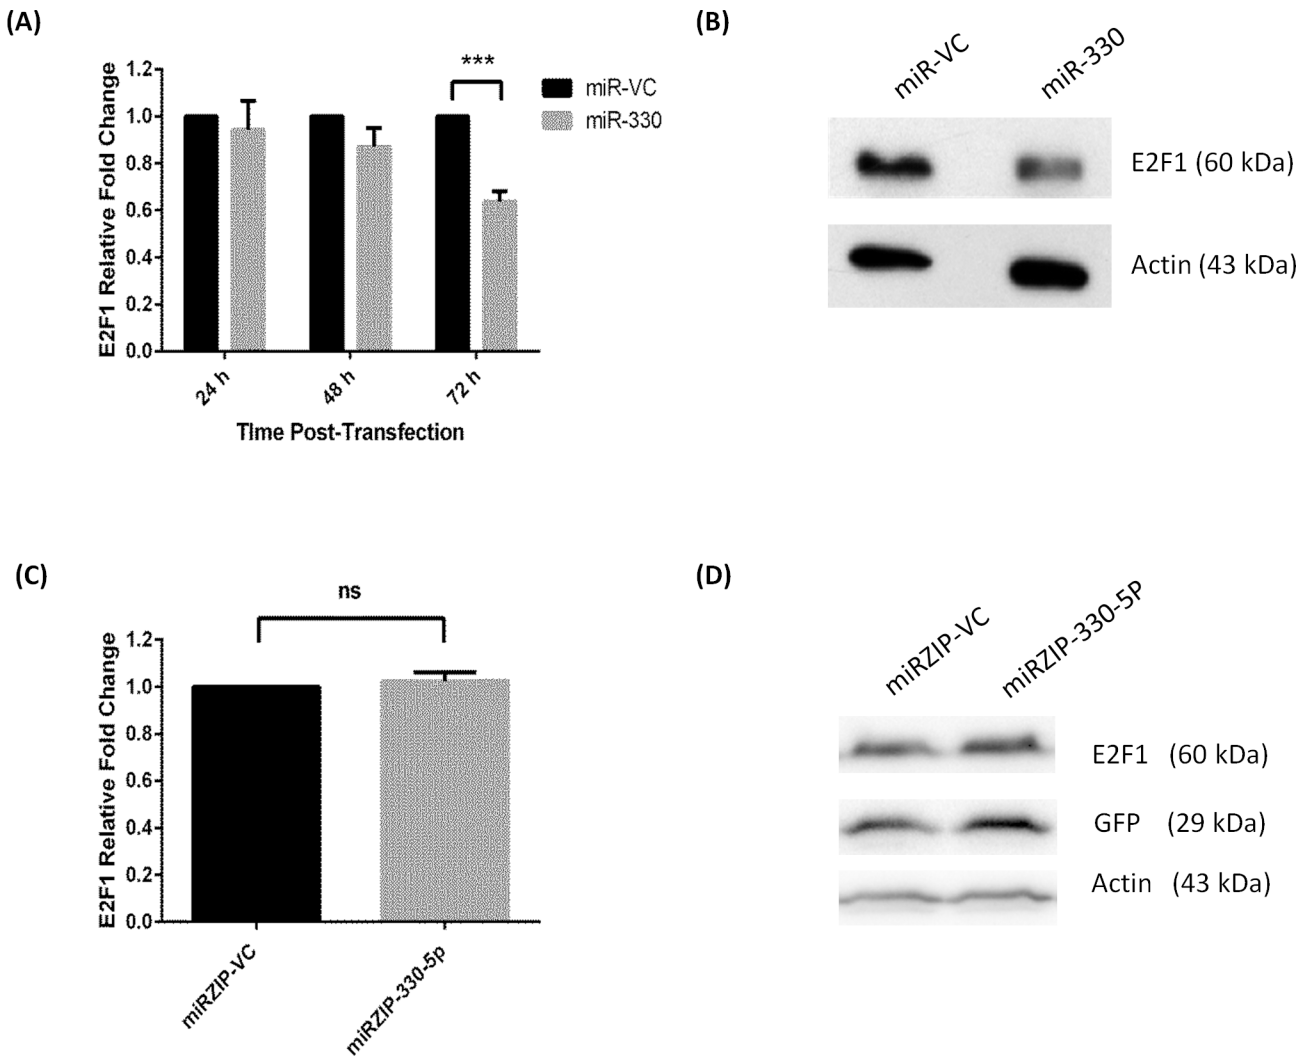 (A)
E2F1 Relative Fold Change
1.2
1.0
0.8
0.6
0.4
0.2
0.0
***
miR-VC
miR-330
24 h
48 h
72 h
TIme Post-Transfection
(B)
miR-VC
miR-330
E2F1 (60 kDa)
Actin (43 kDa)
(C)
E2F1 Relative Fold Change
1.2
1.0
0.8
0.6
0.4
0.2
0.0
ns
miRZIP-VC
miRZIP-330-5p
(D)
miRZIP-VC
miRZIP-330-5P
E2F1 (60 kDa)
GFP (29 kDa)
Actin (43 kDa)